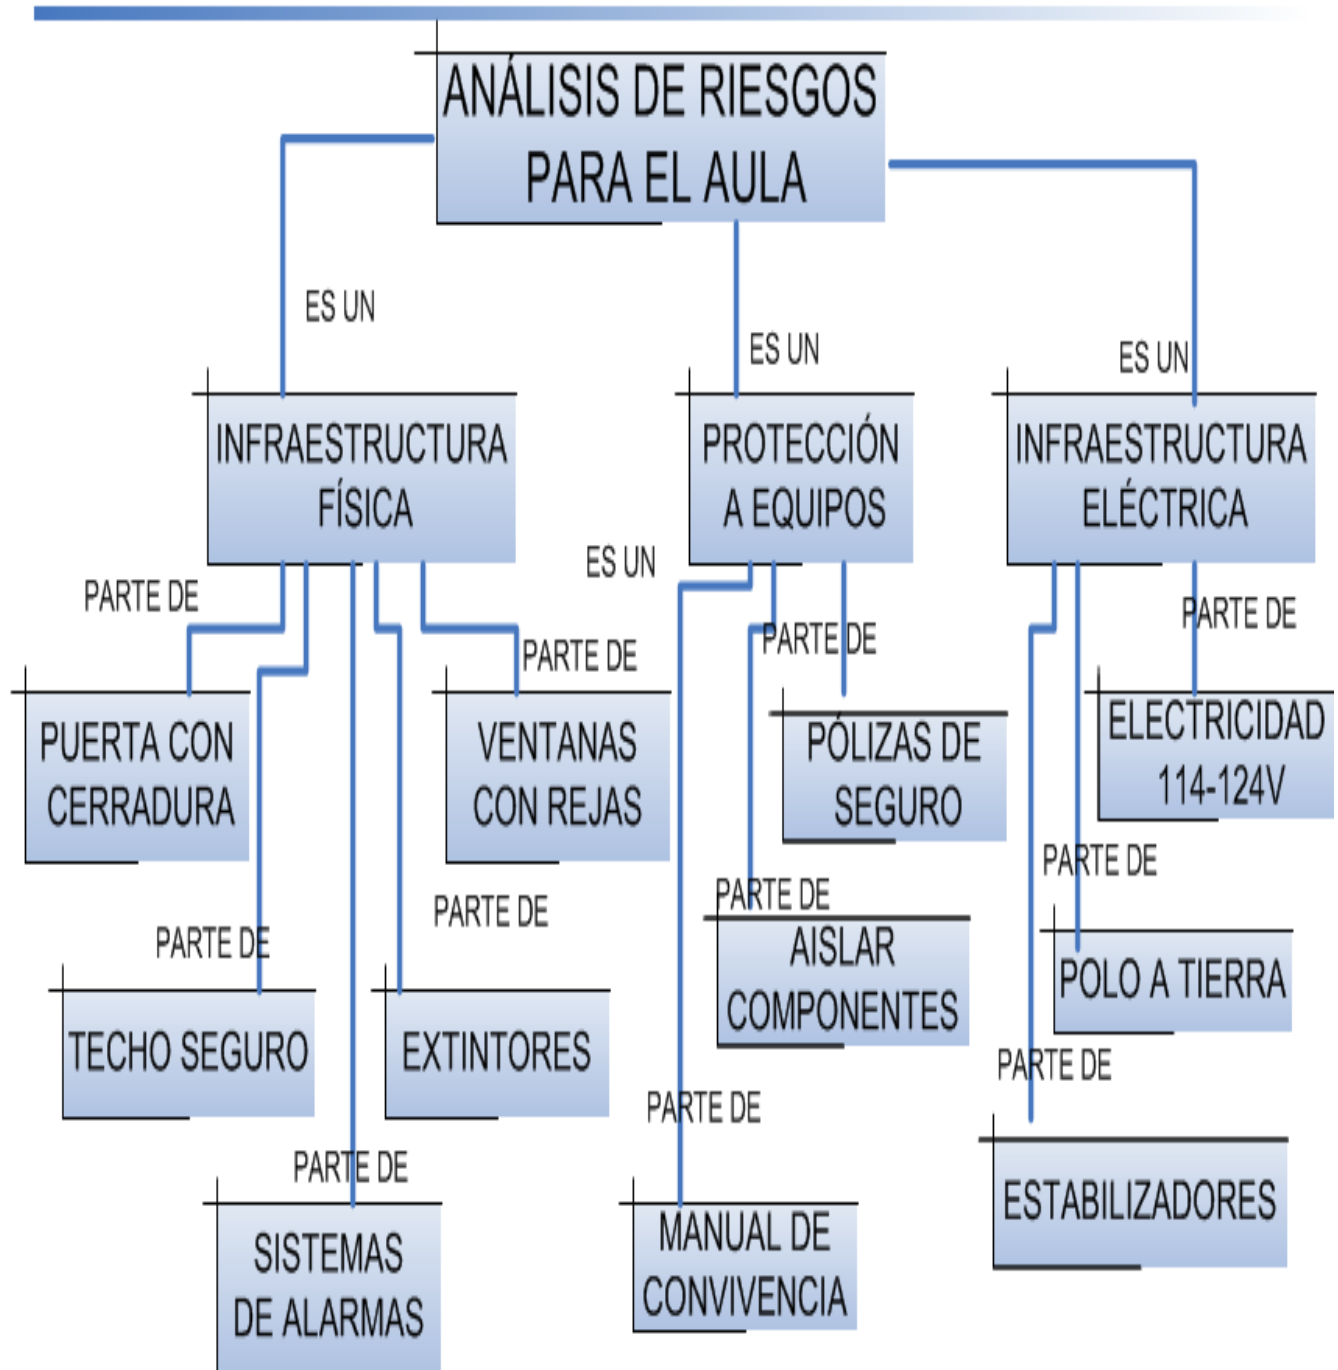 ANÁLISIS DE RIESGOS
PARA EL AULA
ES UN
ES UN
ES UN
INFRAESTRUCTURA
FÍSICA
PROTECCIÓN
A EQUIPOS
INFRAESTRUCTURA
ELÉCTRICA
PARTE DE
ES UN
PARTE DE
PARTE DE
PARTE DE
PUERTA CON
CERRADURA
VENTANAS
CON REJAS
PÓLIZAS DE
SEGURO
ELECTRICIDAD
114-124V
PARTE DE
PARTE DE
PARTE DE
PARTE DE
TECHO SEGURO
EXTINTORES
AISLAR
COMPONENTES
POLO A TIERRA
PARTE DE
PARTE DE
PARTE DE
SISTEMAS
DE ALARMAS
MANUAL DE
CONVIVENCIA
ESTABILIZADORES